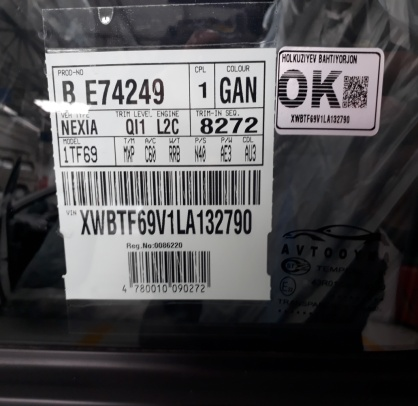 PROD-NO CPL COLOUR
B E74249 1 GAN
VEH TYPE TRIM LEVEL ENGINE TRIM-IN SEQ.
NEXIA QI1 L2C 8272
MODEL T/M A/C W/T P/S P/W COL
1TF69 MXP C60 RRB N40 AE3 AU3
VIN XWBTF69V1LA132790
Reg.No:0086220
4 780010 090272
HOLKUZIYEV BAHTIYORJON
OK
XWBTF69V1LA132790
AVTOOY
TEMP